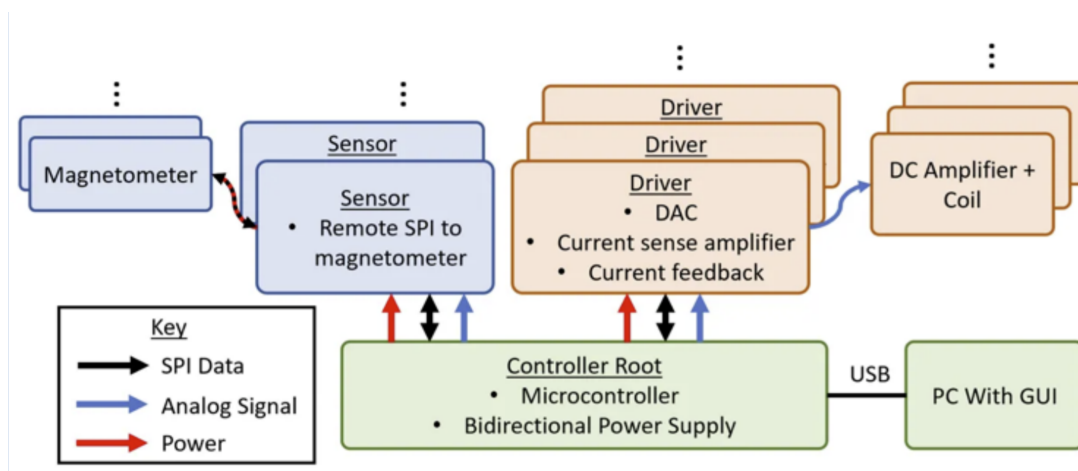 Driver
Sensor
Driver
Magnetometer
Sensor
• Remote SPI to
magnetometer
Driver
• DAC
• Current sense amplifier
• Current feedback
DC Amplifier +
Coil
Key
SPI Data
Analog Signal
Power
Controller Root
• Microcontroller
• Bidirectional Power Supply
USB
PC With GUI